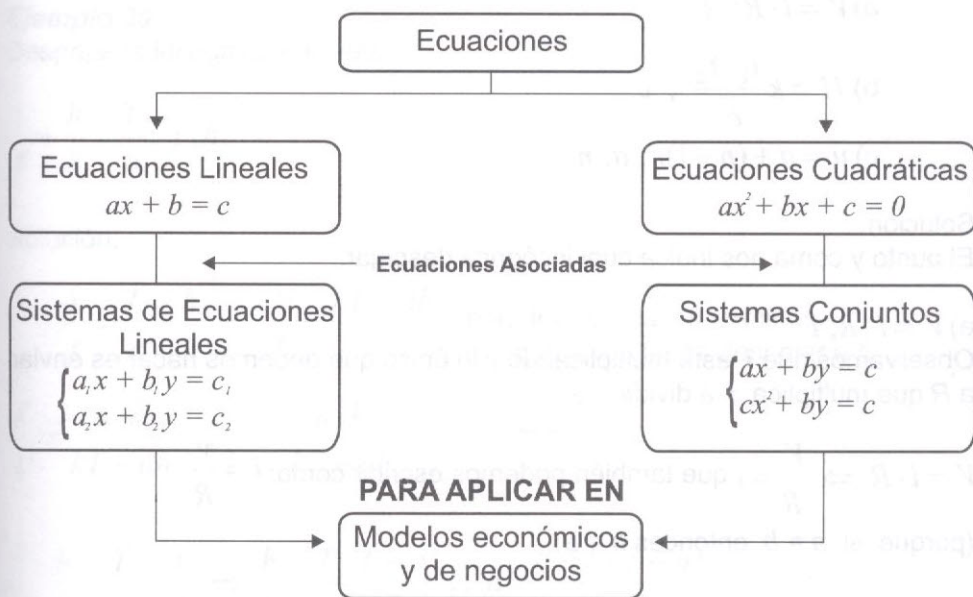 Ecuaciones
Ecuaciones Lineales
ax + b = c
Ecuaciones Cuadráticas
ax² + bx + c = 0
Ecuaciones Asociadas
Sistemas de Ecuaciones
Lineales
{a₁x + b₁y = c₁
a₂x + b₂y = c₂
Sistemas Conjuntos
{ax + by = c
cx² + by = c
PARA APLICAR EN
Modelos económicos
y de negocios